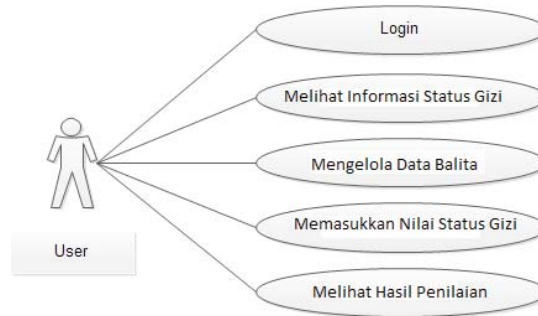 Login
Melihat Informasi Status Gizi
Mengelola Data Balita
Memasukkan Nilai Status Gizi
User
Melihat Hasil Penilaian